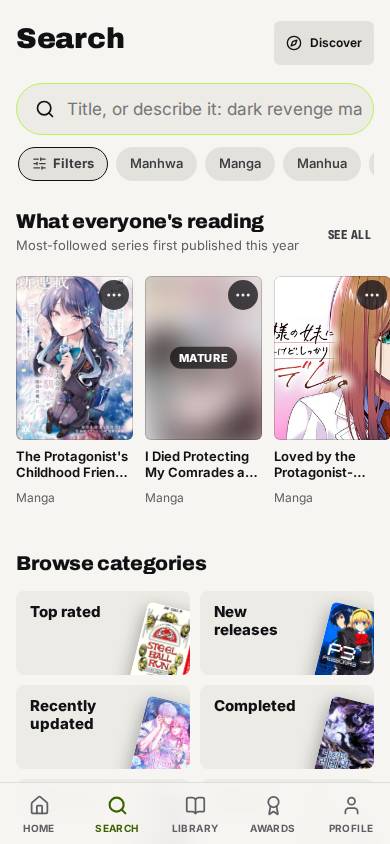 Search
Discover
Title, or describe it: dark revenge ma
Filters
Manhwa
Manga
Manhua
What everyone's reading
SEE ALL
Most-followed series first published this year
MATURE
The Protagonist's
Childhood Frien...
Manga
I Died Protecting
My Comrades a...
Manga
Loved by the
Protagonist-...
Manga
Browse categories
Top rated
STEEL
BALL
RUN
New
releases
P3
Recently
updated
Completed
HOME
SEARCH
LIBRARY
AWARDS
PROFILE